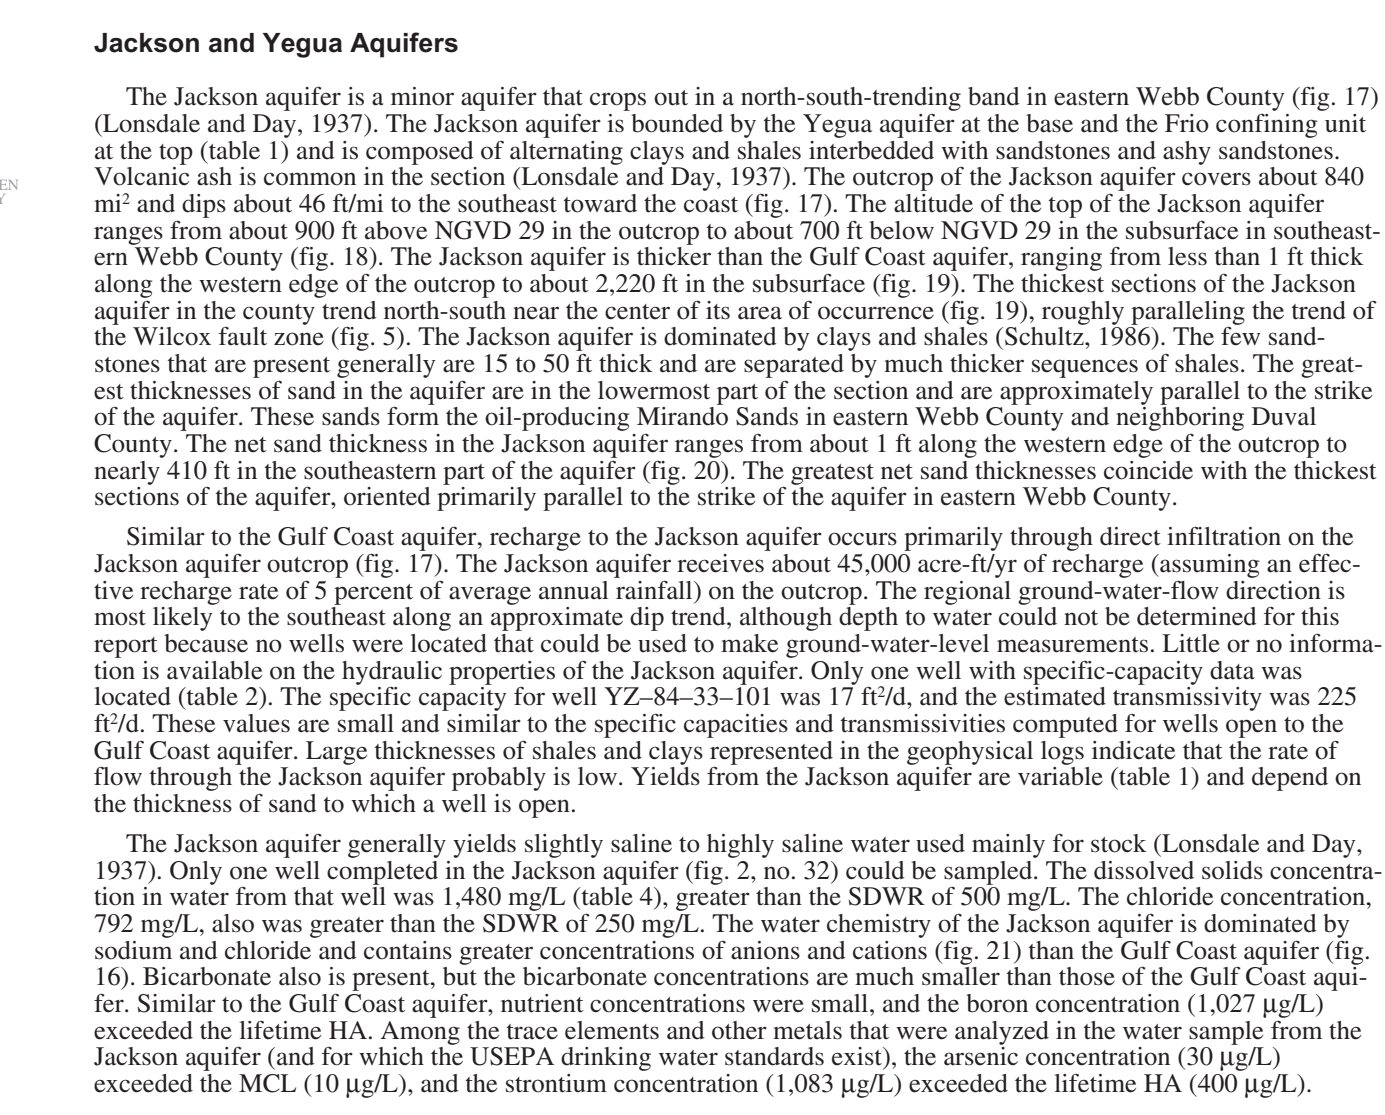 Jackson and Yegua Aquifers
The Jackson aquifer is a minor aquifer that crops out in a north-south-trending band in eastern Webb County (fig. 17)
(Lonsdale and Day, 1937). The Jackson aquifer is bounded by the Yegua aquifer at the base and the Frio confining unit
at the top (table 1) and is composed of alternating clays and shales interbedded with sandstones and ashy sandstones.
Volcanic ash is common in the section (Lonsdale and Day, 1937). The outcrop of the Jackson aquifer covers about 840
mi² and dips about 46 ft/mi to the southeast toward the coast (fig. 17). The altitude of the top of the Jackson aquifer
ranges from about 900 ft above NGVD 29 in the outcrop to about 700 ft below NGVD 29 in the subsurface in southeast-
ern Webb County (fig. 18). The Jackson aquifer is thicker than the Gulf Coast aquifer, ranging from less than 1 ft thick
along the western edge of the outcrop to about 2,220 ft in the subsurface (fig. 19). The thickest sections of the Jackson
aquifer in the county trend north-south near the center of its area of occurrence (fig. 19), roughly paralleling the trend of
the Wilcox fault zone (fig. 5). The Jackson aquifer is dominated by clays and shales (Schultz, 1986). The few sand-
stones that are present generally are 15 to 50 ft thick and are separated by much thicker sequences of shales. The great-
est thicknesses of sand in the aquifer are in the lowermost part of the section and are approximately parallel to the strike
of the aquifer. These sands form the oil-producing Mirando Sands in eastern Webb County and neighboring Duval
County. The net sand thickness in the Jackson aquifer ranges from about 1 ft along the western edge of the outcrop to
nearly 410 ft in the southeastern part of the aquifer (fig. 20). The greatest net sand thicknesses coincide with the thickest
sections of the aquifer, oriented primarily parallel to the strike of the aquifer in eastern Webb County.
Similar to the Gulf Coast aquifer, recharge to the Jackson aquifer occurs primarily through direct infiltration on the
Jackson aquifer outcrop (fig. 17). The Jackson aquifer receives about 45,000 acre-ft/yr of recharge (assuming an effec-
tive recharge rate of 5 percent of average annual rainfall) on the outcrop. The regional ground-water-flow direction is
most likely to the southeast along an approximate dip trend, although depth to water could not be determined for this
report because no wells were located that could be used to make ground-water-level measurements. Little or no informa-
tion is available on the hydraulic properties of the Jackson aquifer. Only one well with specific-capacity data was
located (table 2). The specific capacity for well YZ–84–33–101 was 17 ft²/d, and the estimated transmissivity was 225
ft²/d. These values are small and similar to the specific capacities and transmissivities computed for wells open to the
Gulf Coast aquifer. Large thicknesses of shales and clays represented in the geophysical logs indicate that the rate of
flow through the Jackson aquifer probably is low. Yields from the Jackson aquifer are variable (table 1) and depend on
the thickness of sand to which a well is open.
The Jackson aquifer generally yields slightly saline to highly saline water used mainly for stock (Lonsdale and Day,
1937). Only one well completed in the Jackson aquifer (fig. 2, no. 32) could be sampled. The dissolved solids concentra-
tion in water from that well was 1,480 mg/L (table 4), greater than the SDWR of 500 mg/L. The chloride concentration,
792 mg/L, also was greater than the SDWR of 250 mg/L. The water chemistry of the Jackson aquifer is dominated by
sodium and chloride and contains greater concentrations of anions and cations (fig. 21) than the Gulf Coast aquifer (fig.
16). Bicarbonate also is present, but the bicarbonate concentrations are much smaller than those of the Gulf Coast aqui-
fer. Similar to the Gulf Coast aquifer, nutrient concentrations were small, and the boron concentration (1,027 µg/L)
exceeded the lifetime HA. Among the trace elements and other metals that were analyzed in the water sample from the
Jackson aquifer (and for which the USEPA drinking water standards exist), the arsenic concentration (30 µg/L)
exceeded the MCL (10 µg/L), and the strontium concentration (1,083 µg/L) exceeded the lifetime HA (400 µg/L).